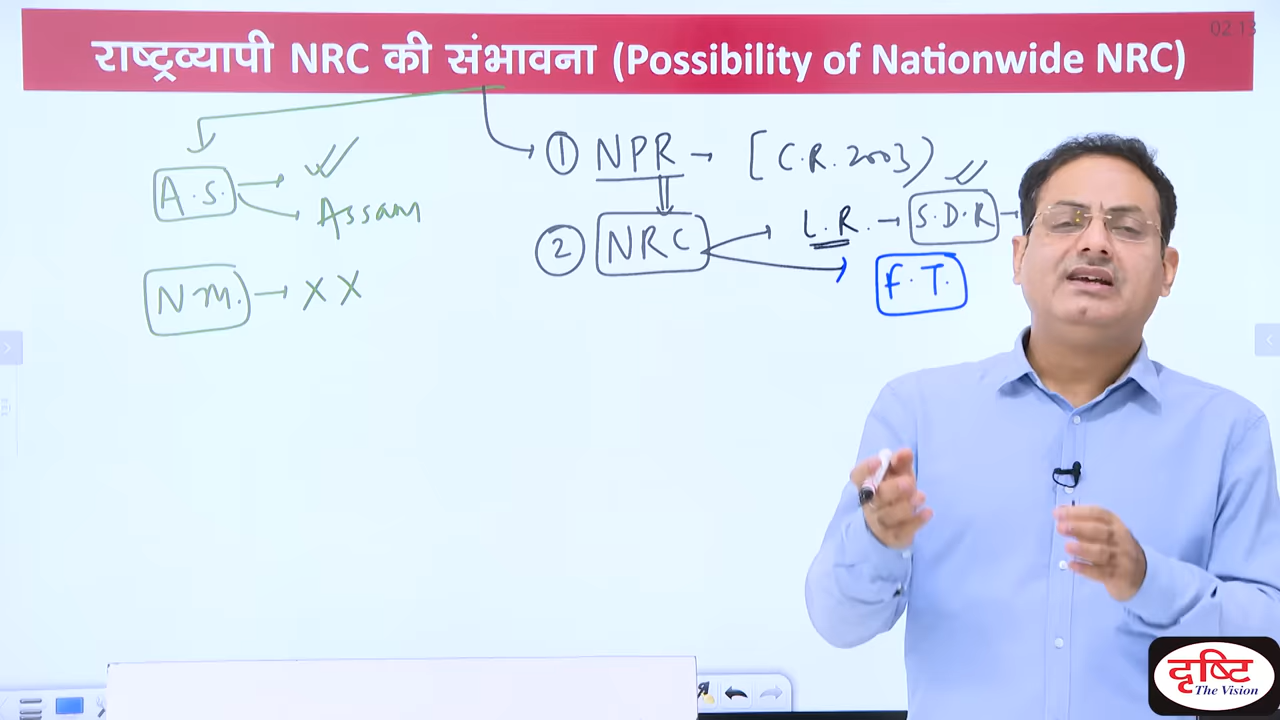 02 13
राष्ट्रव्यापी NRC की संभावना (Possibility of Nationwide NRC)
① NPR → [C.R. 2003)
A.S.
Assam
② NRC L.R. → S.D.R
F.T.
N M. → X X
दृष्टि
The Vision